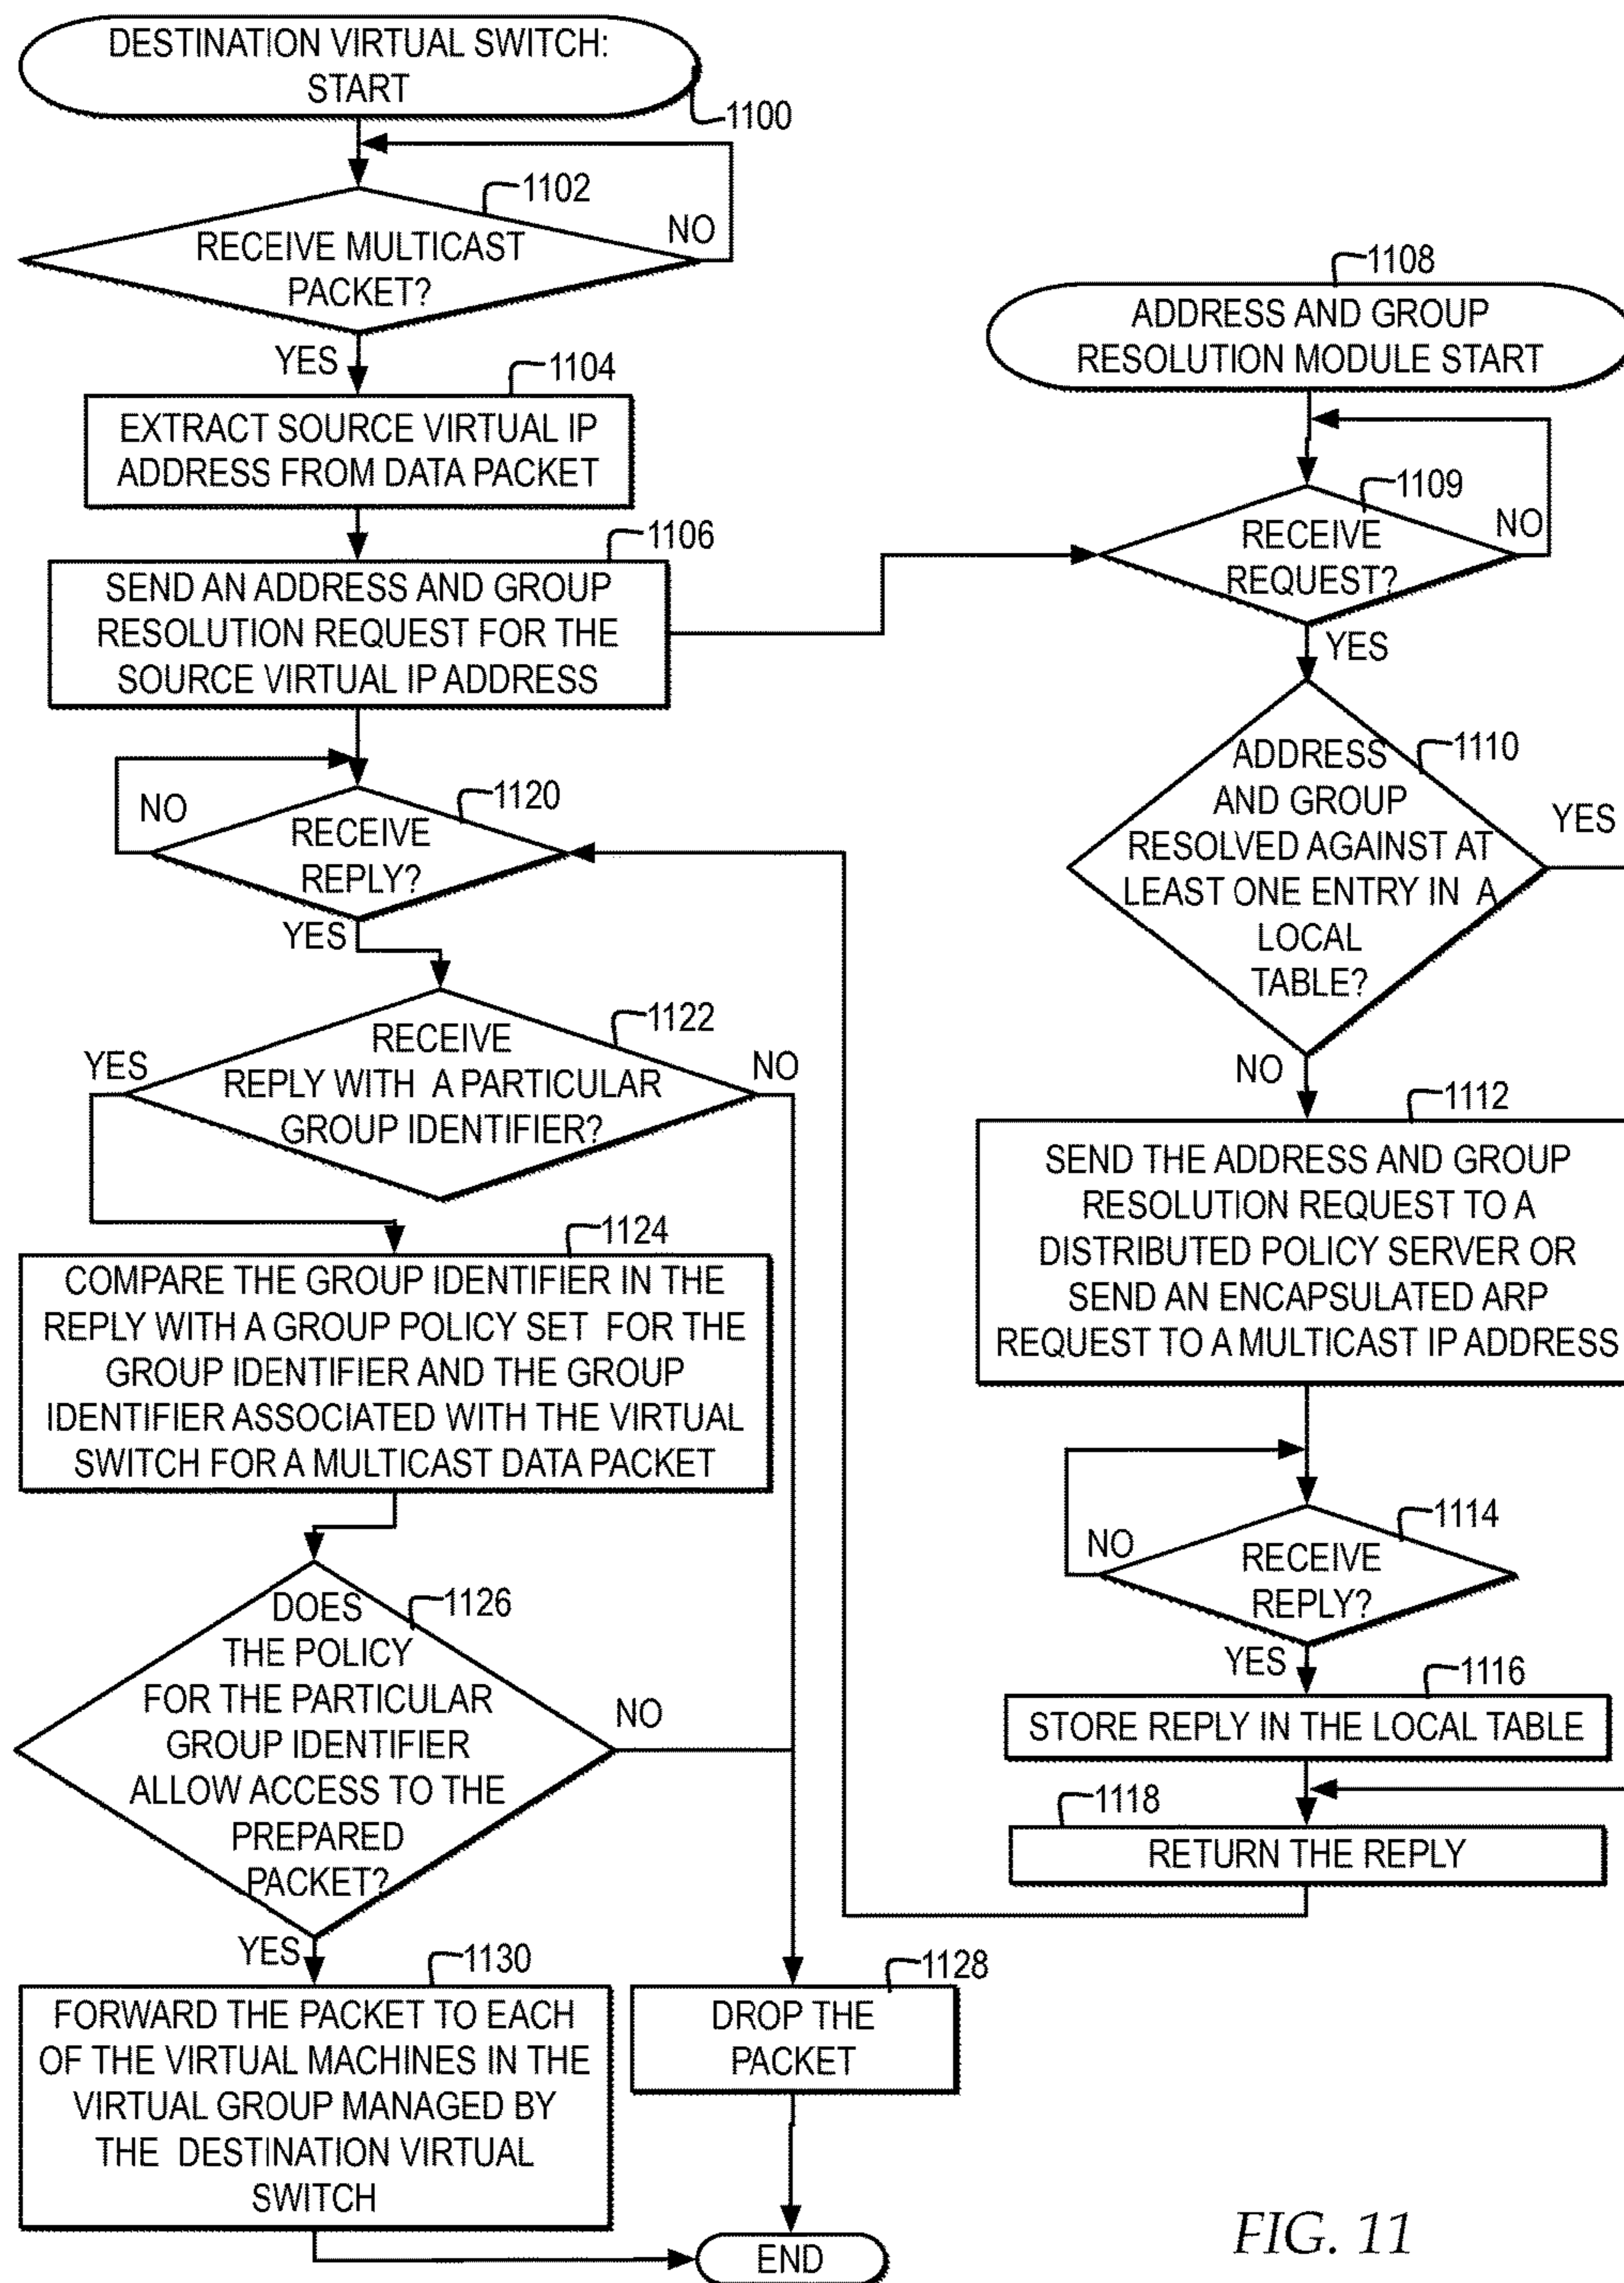 DESTINATION VIRTUAL SWITCH:
START
1100
1102
RECEIVE MULTICAST
PACKET?
NO
YES
1104
EXTRACT SOURCE VIRTUAL IP
ADDRESS FROM DATA PACKET
1106
SEND AN ADDRESS AND GROUP
RESOLUTION REQUEST FOR THE
SOURCE VIRTUAL IP ADDRESS
NO
1120
RECEIVE
REPLY?
YES
1122
RECEIVE
REPLY WITH A PARTICULAR
GROUP IDENTIFIER?
YES
NO
1124
COMPARE THE GROUP IDENTIFIER IN THE
REPLY WITH A GROUP POLICY SET FOR THE
GROUP IDENTIFIER AND THE GROUP
IDENTIFIER ASSOCIATED WITH THE VIRTUAL
SWITCH FOR A MULTICAST DATA PACKET
1126
DOES
THE POLICY
FOR THE PARTICULAR
GROUP IDENTIFIER
ALLOW ACCESS TO THE
PREPARED
PACKET?
NO
YES
1130
FORWARD THE PACKET TO EACH
OF THE VIRTUAL MACHINES IN THE
VIRTUAL GROUP MANAGED BY
THE DESTINATION VIRTUAL
SWITCH
1128
DROP THE
PACKET
END
1108
ADDRESS AND GROUP
RESOLUTION MODULE START
1109
RECEIVE
REQUEST?
NO
YES
1110
ADDRESS
AND GROUP
RESOLVED AGAINST AT
LEAST ONE ENTRY IN A
LOCAL
TABLE?
YES
NO
1112
SEND THE ADDRESS AND GROUP
RESOLUTION REQUEST TO A
DISTRIBUTED POLICY SERVER OR
SEND AN ENCAPSULATED ARP
REQUEST TO A MULTICAST IP ADDRESS
1114
NO
RECEIVE
REPLY?
YES
1116
STORE REPLY IN THE LOCAL TABLE
1118
RETURN THE REPLY
FIG. 11